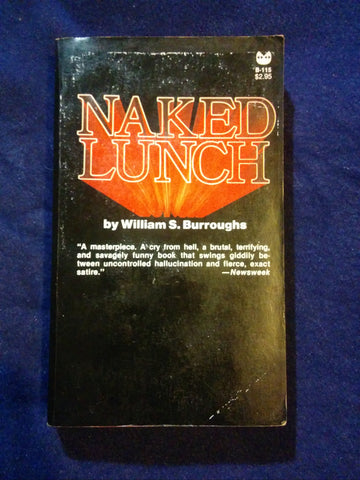 B-115
$2.95
NAKED
LUNCH
by William S. Burroughs
"A masterpiece. A cry from hell, a brutal, terrifying,
and savagely funny book that swings giddily be-
tween uncontrolled hallucination and fierce, exact
satire."
—Newsweek